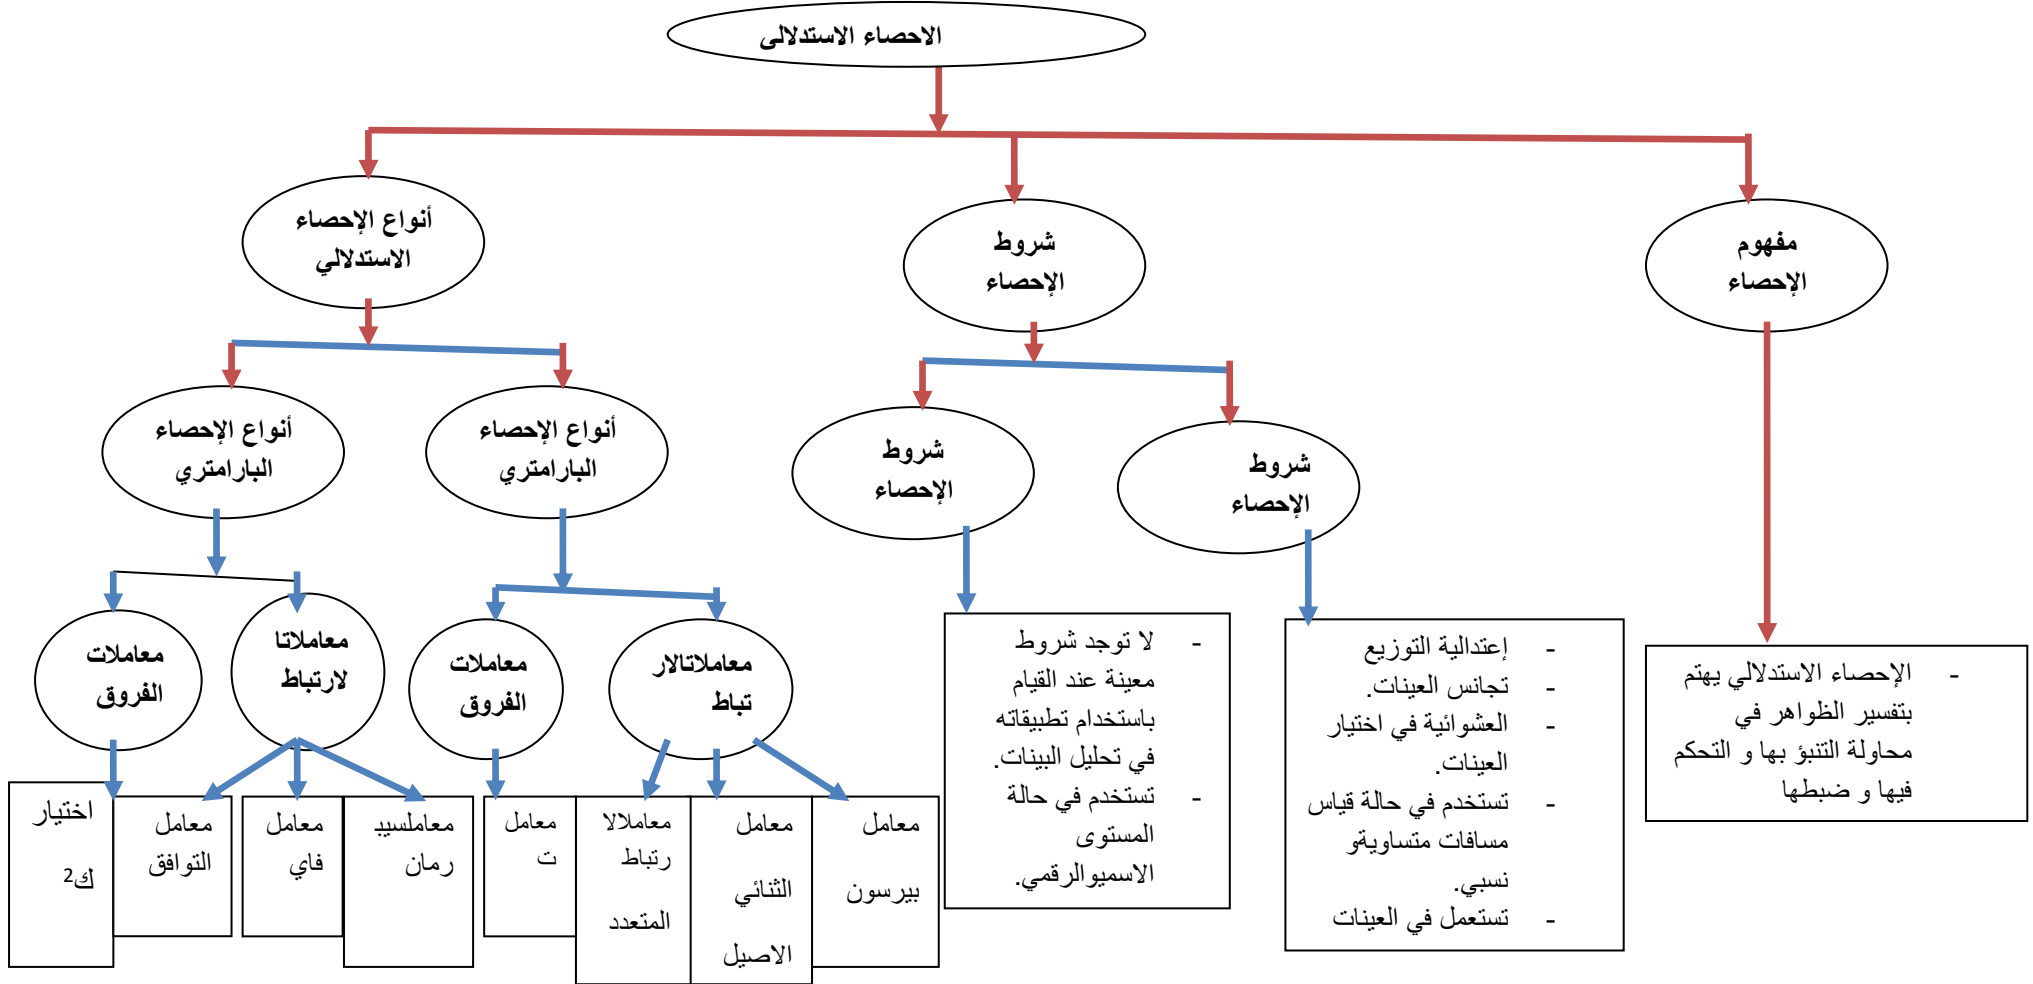 الاحصاء الاستدلالى
مفهوم
الإحصاء
شروط
الإحصاء
أنواع الإحصاء
الاستدلالي
شروط
الإحصاء
شروط
الإحصاء
أنواع الإحصاء
البارامتري
أنواع الإحصاء
البارامتري
- الإحصاء الاستدلالي يهتم
بتفسير الظواهر في
محاولة التنبؤ بها و التحكم
فيها و ضبطها
- إعتدالية التوزيع
- تجانس العينات.
- العشوائية في اختيار
العينات.
- تستخدم في حالة قياس
مسافات متساويةو
نسبي.
- تستعمل في العينات
- لا توجد شروط
معينة عند القيام
باستخدام تطبيقاته
في تحليل البينات.
- تستخدم في حالة
المستوى
الاسميوالرقمي.
معاملاتالار
تباط
معاملات
الفروق
معاملاتا
لارتباط
معاملات
الفروق
معامل
بيرسون
معامل
الثنائي
الاصيل
معاملالا
رتباط
المتعدد
معامل
ت
معاملسيبـ
رمان
معامل
فاي
معامل
التوافق
اختيار
ك2